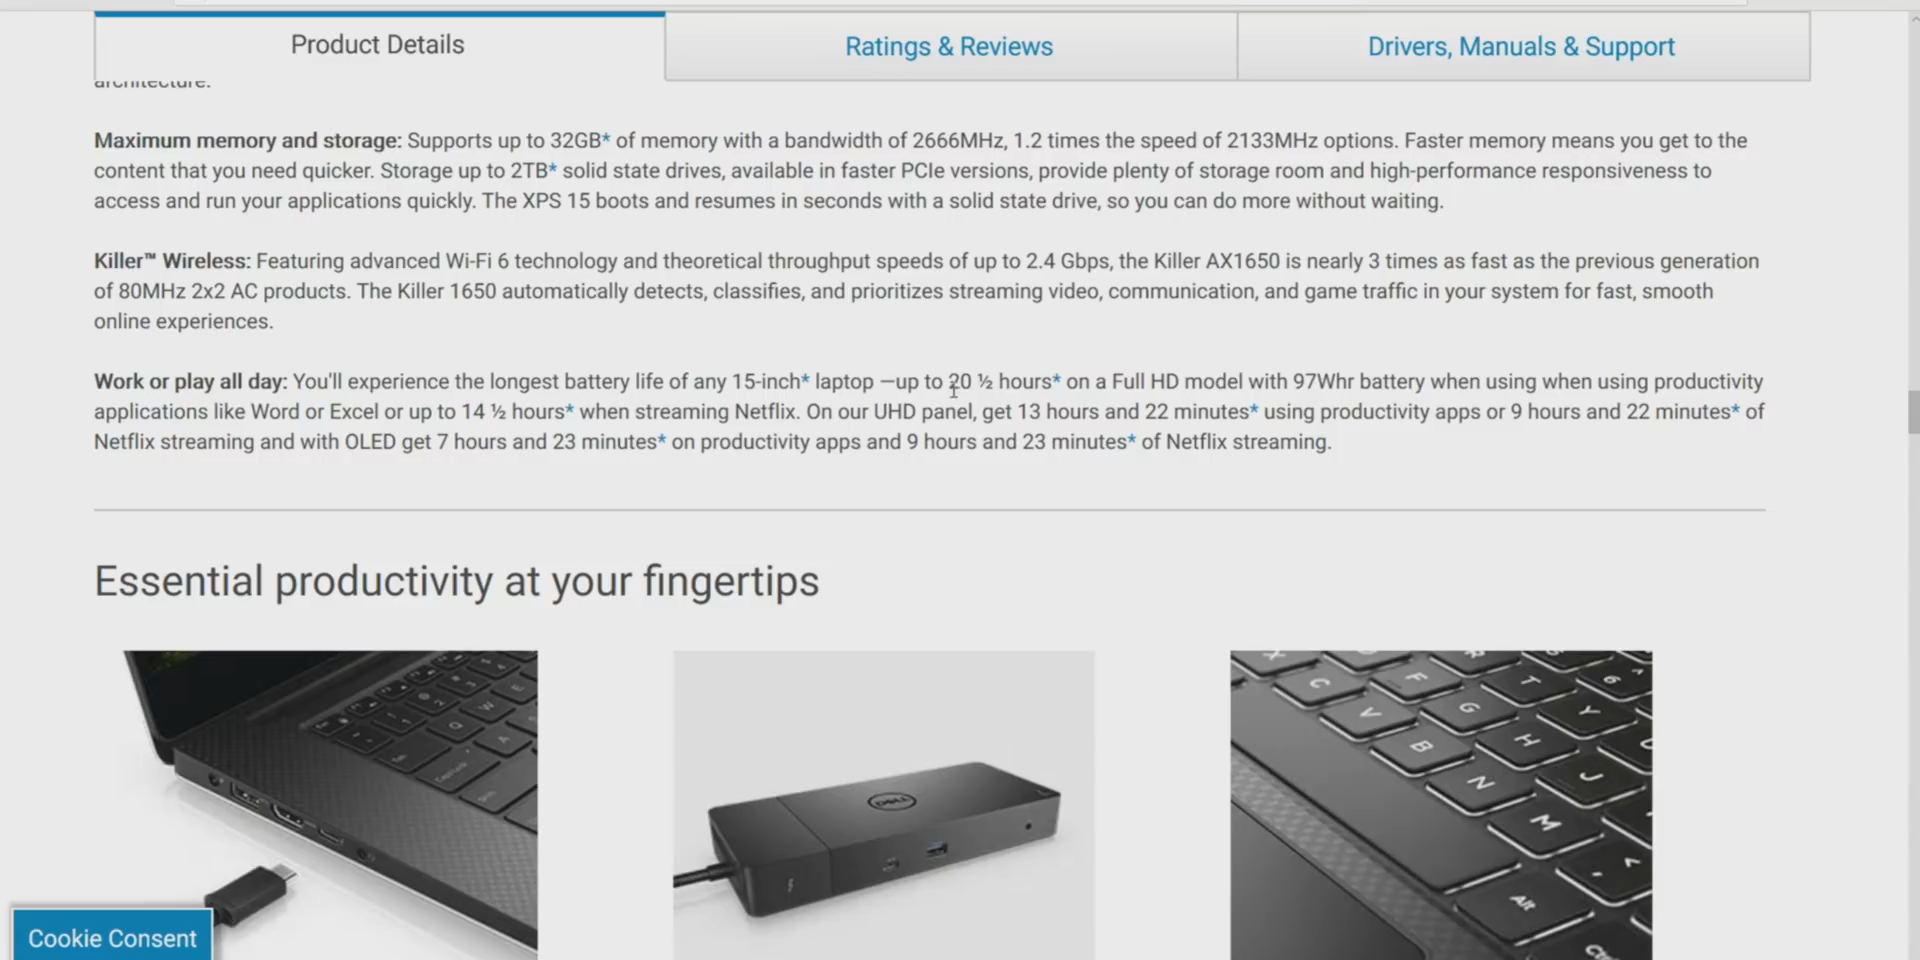 Product Details
Ratings & Reviews
Drivers, Manuals & Support
architecture.
Maximum memory and storage: Supports up to 32GB* of memory with a bandwidth of 2666MHz, 1.2 times the speed of 2133MHz options. Faster memory means you get to the
content that you need quicker. Storage up to 2TB* solid state drives, available in faster PCIe versions, provide plenty of storage room and high-performance responsiveness to
access and run your applications quickly. The XPS 15 boots and resumes in seconds with a solid state drive, so you can do more without waiting.
Killer™ Wireless: Featuring advanced Wi-Fi 6 technology and theoretical throughput speeds of up to 2.4 Gbps, the Killer AX1650 is nearly 3 times as fast as the previous generation
of 80MHz 2x2 AC products. The Killer 1650 automatically detects, classifies, and prioritizes streaming video, communication, and game traffic in your system for fast, smooth
online experiences.
Work or play all day: You'll experience the longest battery life of any 15-inch* laptop —up to 20 ½ hours* on a Full HD model with 97Whr battery when using when using productivity
applications like Word or Excel or up to 14 ½ hours* when streaming Netflix. On our UHD panel, get 13 hours and 22 minutes* using productivity apps or 9 hours and 22 minutes* of
Netflix streaming and with OLED get 7 hours and 23 minutes* on productivity apps and 9 hours and 23 minutes* of Netflix streaming.
Essential productivity at your fingertips
DELL
X
C
F
R
T
6
V
G
Y
B
H
N
J
M
Alt
Cookie Consent